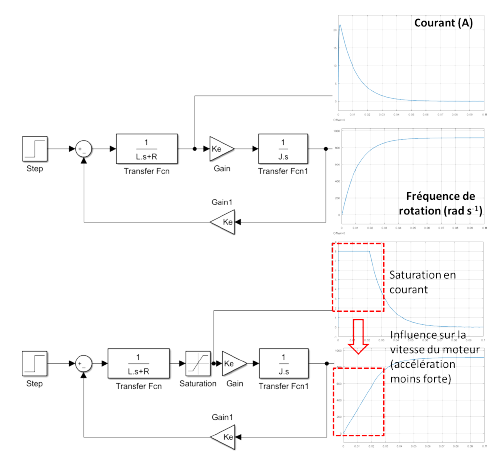 Courant (A)
1
L.s+R
Ke
1
J.s
Step
Transfer Fcn
Gain
Transfer Fcn1
Gain1
Ke
Fréquence de
rotation (rad s-1)
Saturation en
courant
Influence sur la
vitesse du moteur
(accélération
moins forte)
1
L.s+R
Ke
1
J.s
Step
Transfer Fcn
Saturation
Gain
Transfer Fcn1
Gain1
Ke